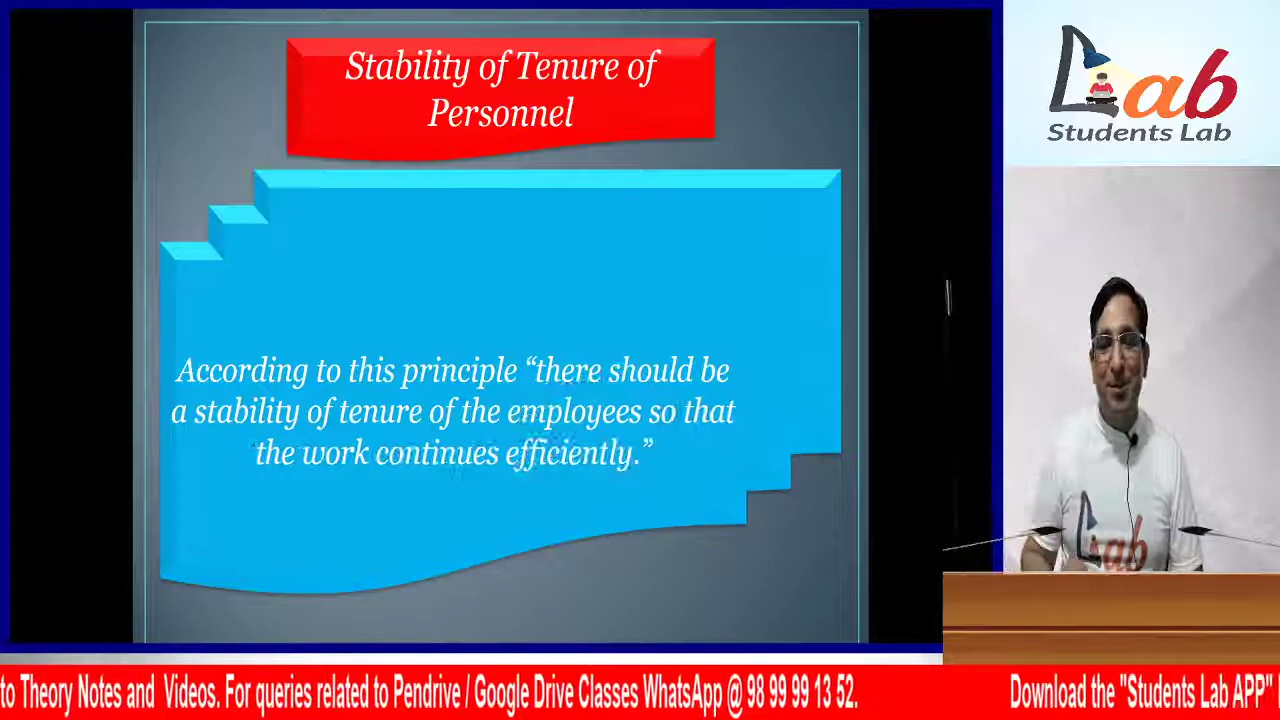 Stability of Tenure of
Personnel
According to this principle “there should be
a stability of tenure of the employees so that
the work continues efficiently.”
Lab
Students Lab
Lab
to Theory Notes and Videos. For queries related to Pendrive / Google Drive Classes WhatsApp @ 98 99 99 13 52.
Download the "Students Lab APP"